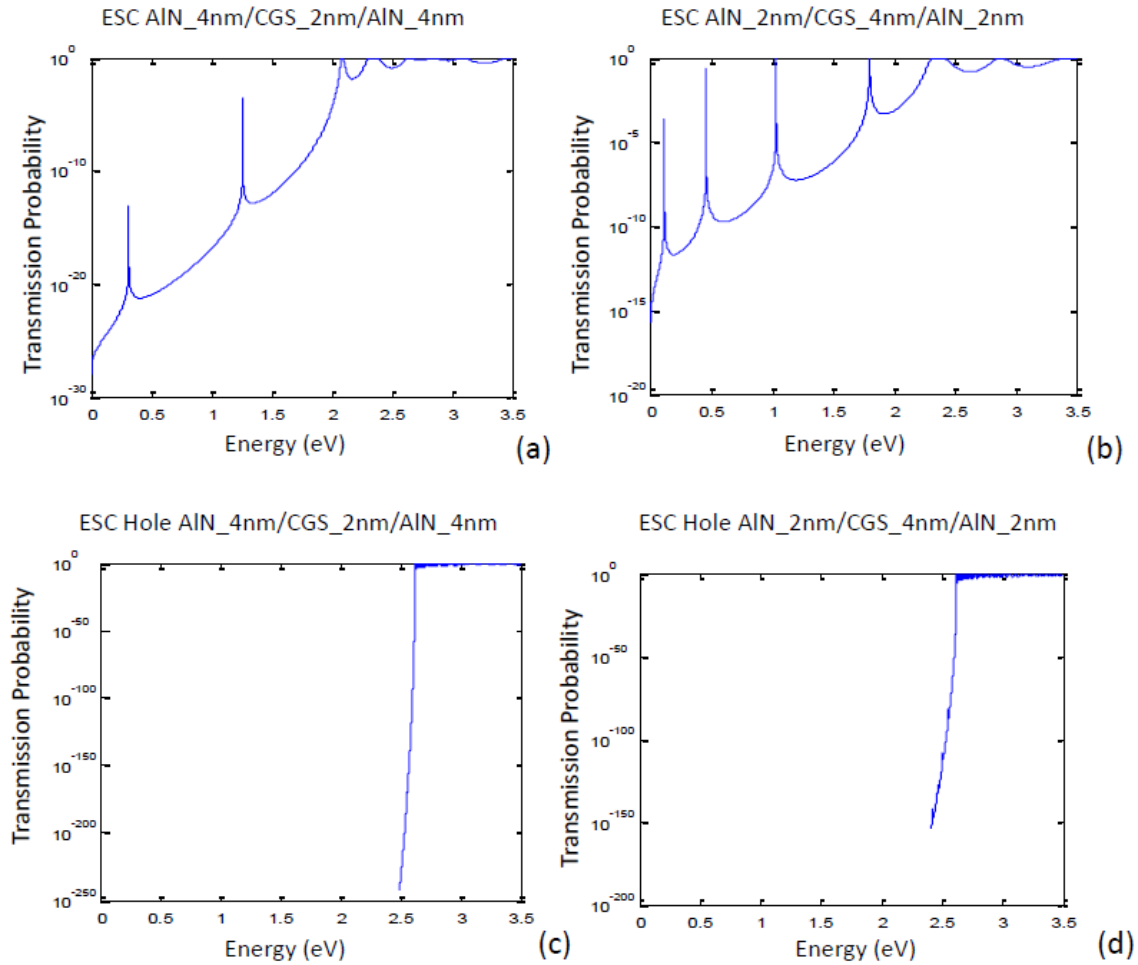 ESC AlN_4nm/CGS_2nm/AlN_4nm
Transmission Probability
10^0
10^-10
10^-20
10^-30
0 0.5 1 1.5 2 2.5 3 3.5
Energy (eV)
(a)
ESC AlN_2nm/CGS_4nm/AlN_2nm
Transmission Probability
10^0
10^-5
10^-10
10^-15
10^-20
0 0.5 1 1.5 2 2.5 3 3.5
Energy (eV)
(b)
ESC Hole AlN_4nm/CGS_2nm/AlN_4nm
Transmission Probability
10^0
10^-50
10^-100
10^-150
10^-200
10^-250
0 0.5 1 1.5 2 2.5 3 3.5
Energy (eV)
(c)
ESC Hole AlN_2nm/CGS_4nm/AlN_2nm
Transmission Probability
10^0
10^-50
10^-100
10^-150
10^-200
0 0.5 1 1.5 2 2.5 3 3.5
Energy (eV)
(d)